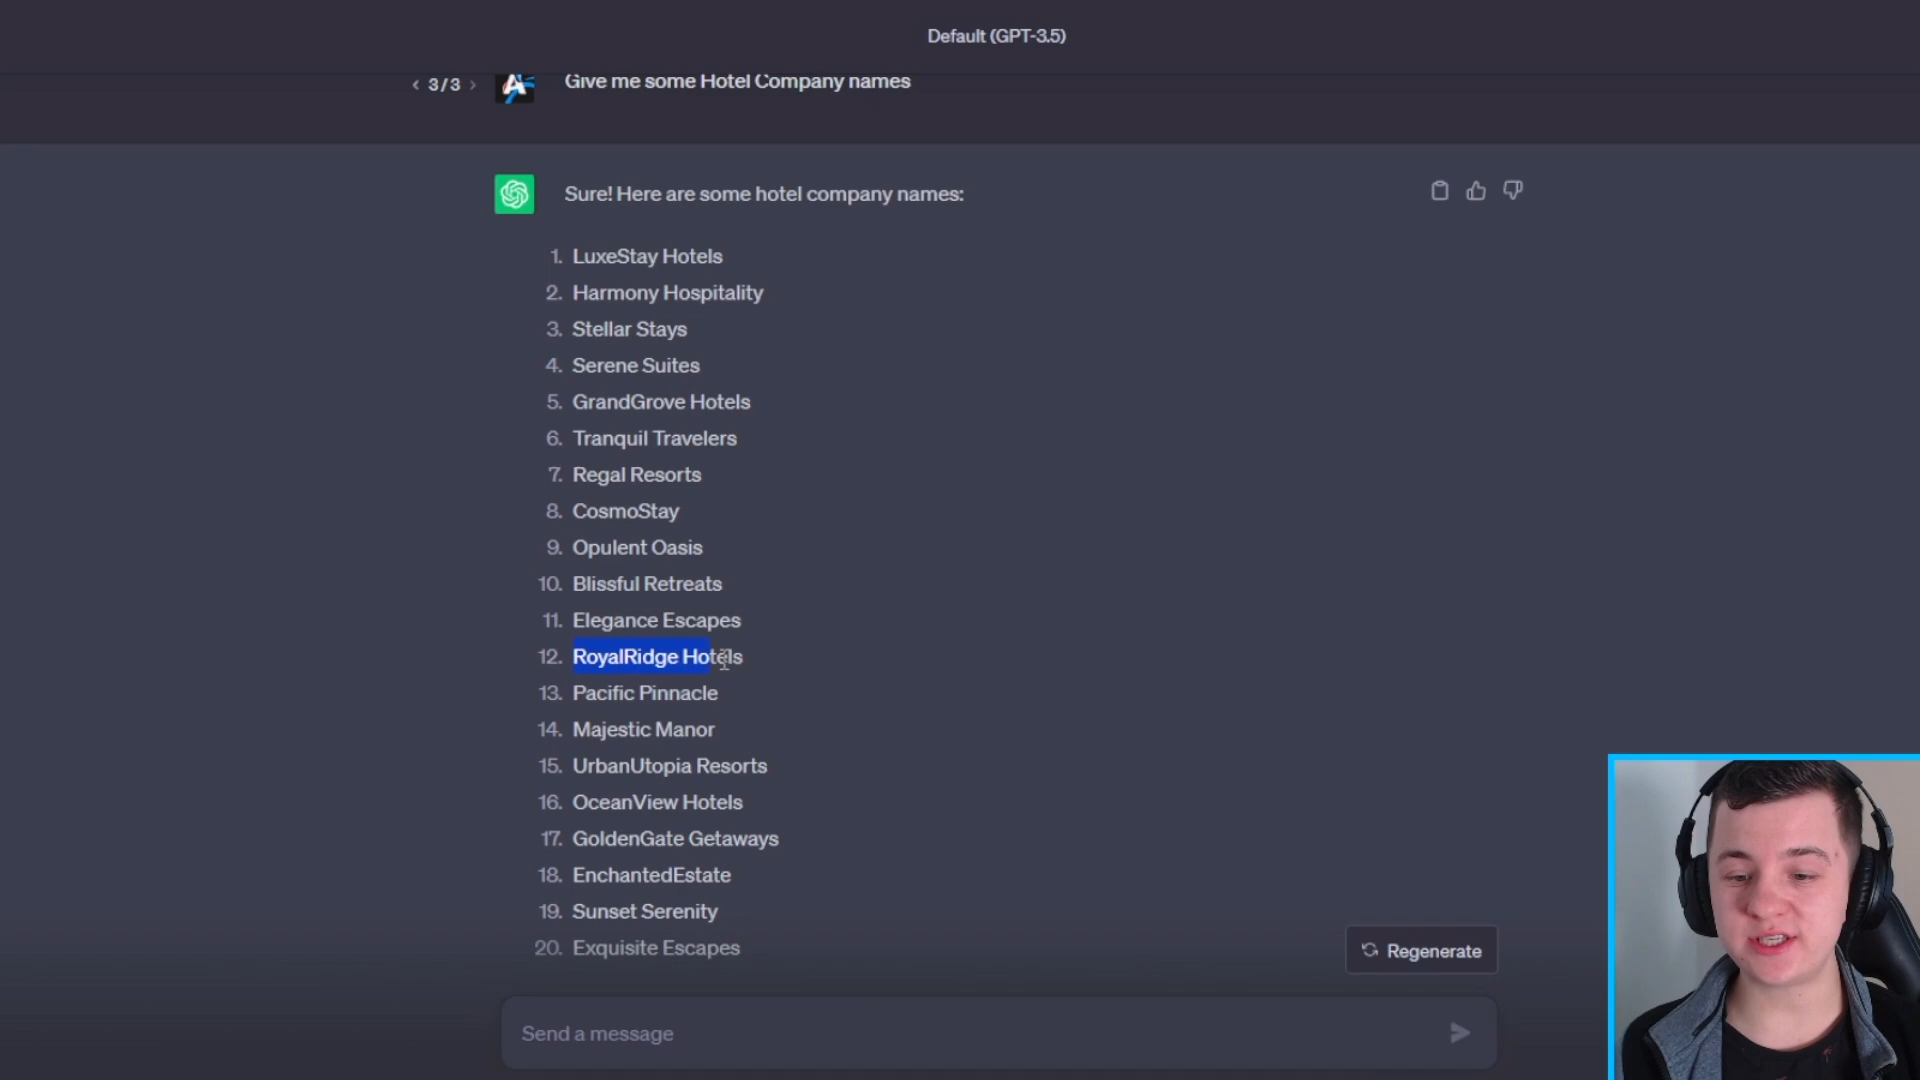 Default (GPT-3.5)
< 3/3 >
Give me some Hotel Company names
Sure! Here are some hotel company names:
1. LuxeStay Hotels
2. Harmony Hospitality
3. Stellar Stays
4. Serene Suites
5. GrandGrove Hotels
6. Tranquil Travelers
7. Regal Resorts
8. CosmoStay
9. Opulent Oasis
10. Blissful Retreats
11. Elegance Escapes
12. RoyalRidge Hotels
13. Pacific Pinnacle
14. Majestic Manor
15. UrbanUtopia Resorts
16. OceanView Hotels
17. GoldenGate Getaways
18. EnchantedEstate
19. Sunset Serenity
20. Exquisite Escapes
Regenerate
Send a message